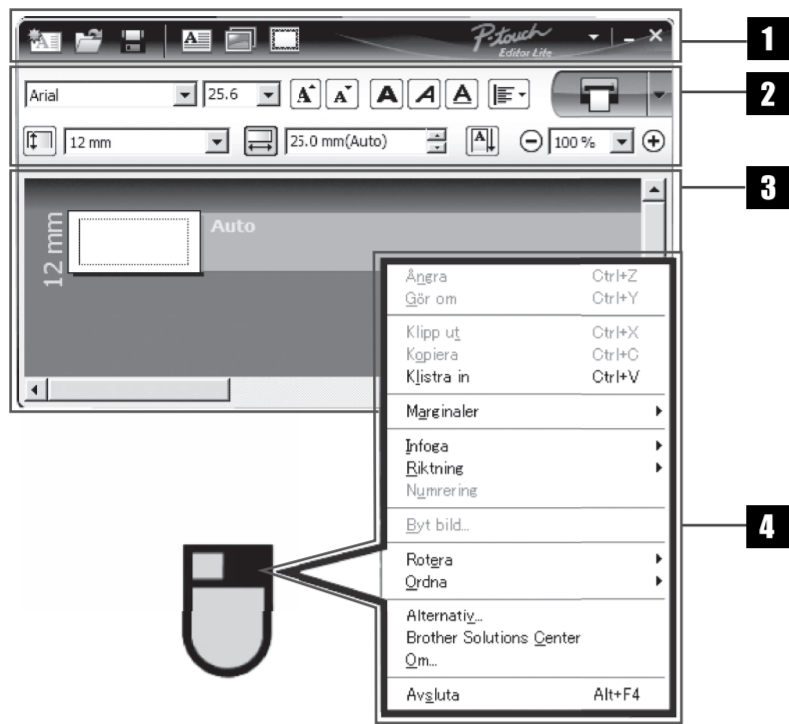 P-touch
Editor Lite
1
Arial 25.6 A A A A A
2
12 mm 25.0 mm(Auto) A 100 %
3
12 mm
Auto
Ångra Ctrl+Z
Gör om Ctrl+Y
Klipp ut Ctrl+X
Kopiera Ctrl+C
Klistra in Ctrl+V
Marginaler
Infoga
Riktning
Numrering
Byt bild...
4
Rotera
Ordna
Alternativ...
Brother Solutions Center
Om...
Avsluta Alt+F4